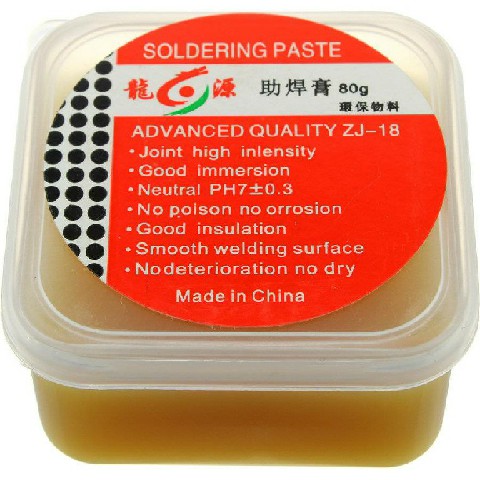 SOLDERING PASTE
龍 源 助焊膏 80g
環保物料
ADVANCED QUALITY ZJ-18
·Joint high inlensity
·Good immersion
·Neutral PH7±0.3
·No poison no orrosion
·Good insulation
·Smooth welding surface
·Nodeterioration no dry
Made in China